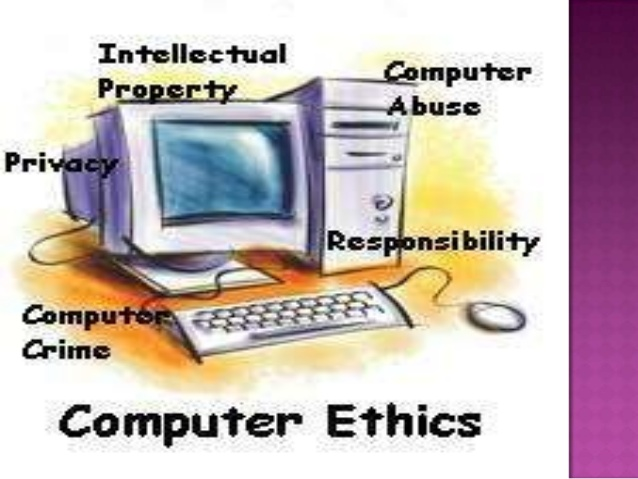 Intellectual
Property
Computer
Abuse
Privacy
Responsibility
Computer
Crime
Computer Ethics